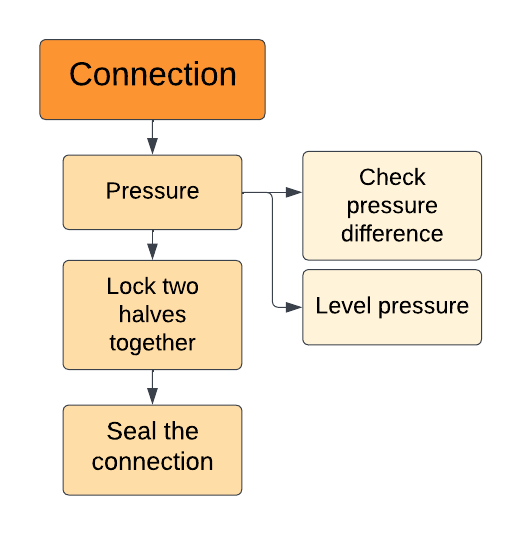 Connection
Pressure
Check
pressure
difference
Level pressure
Lock two
halves
together
Seal the
connection